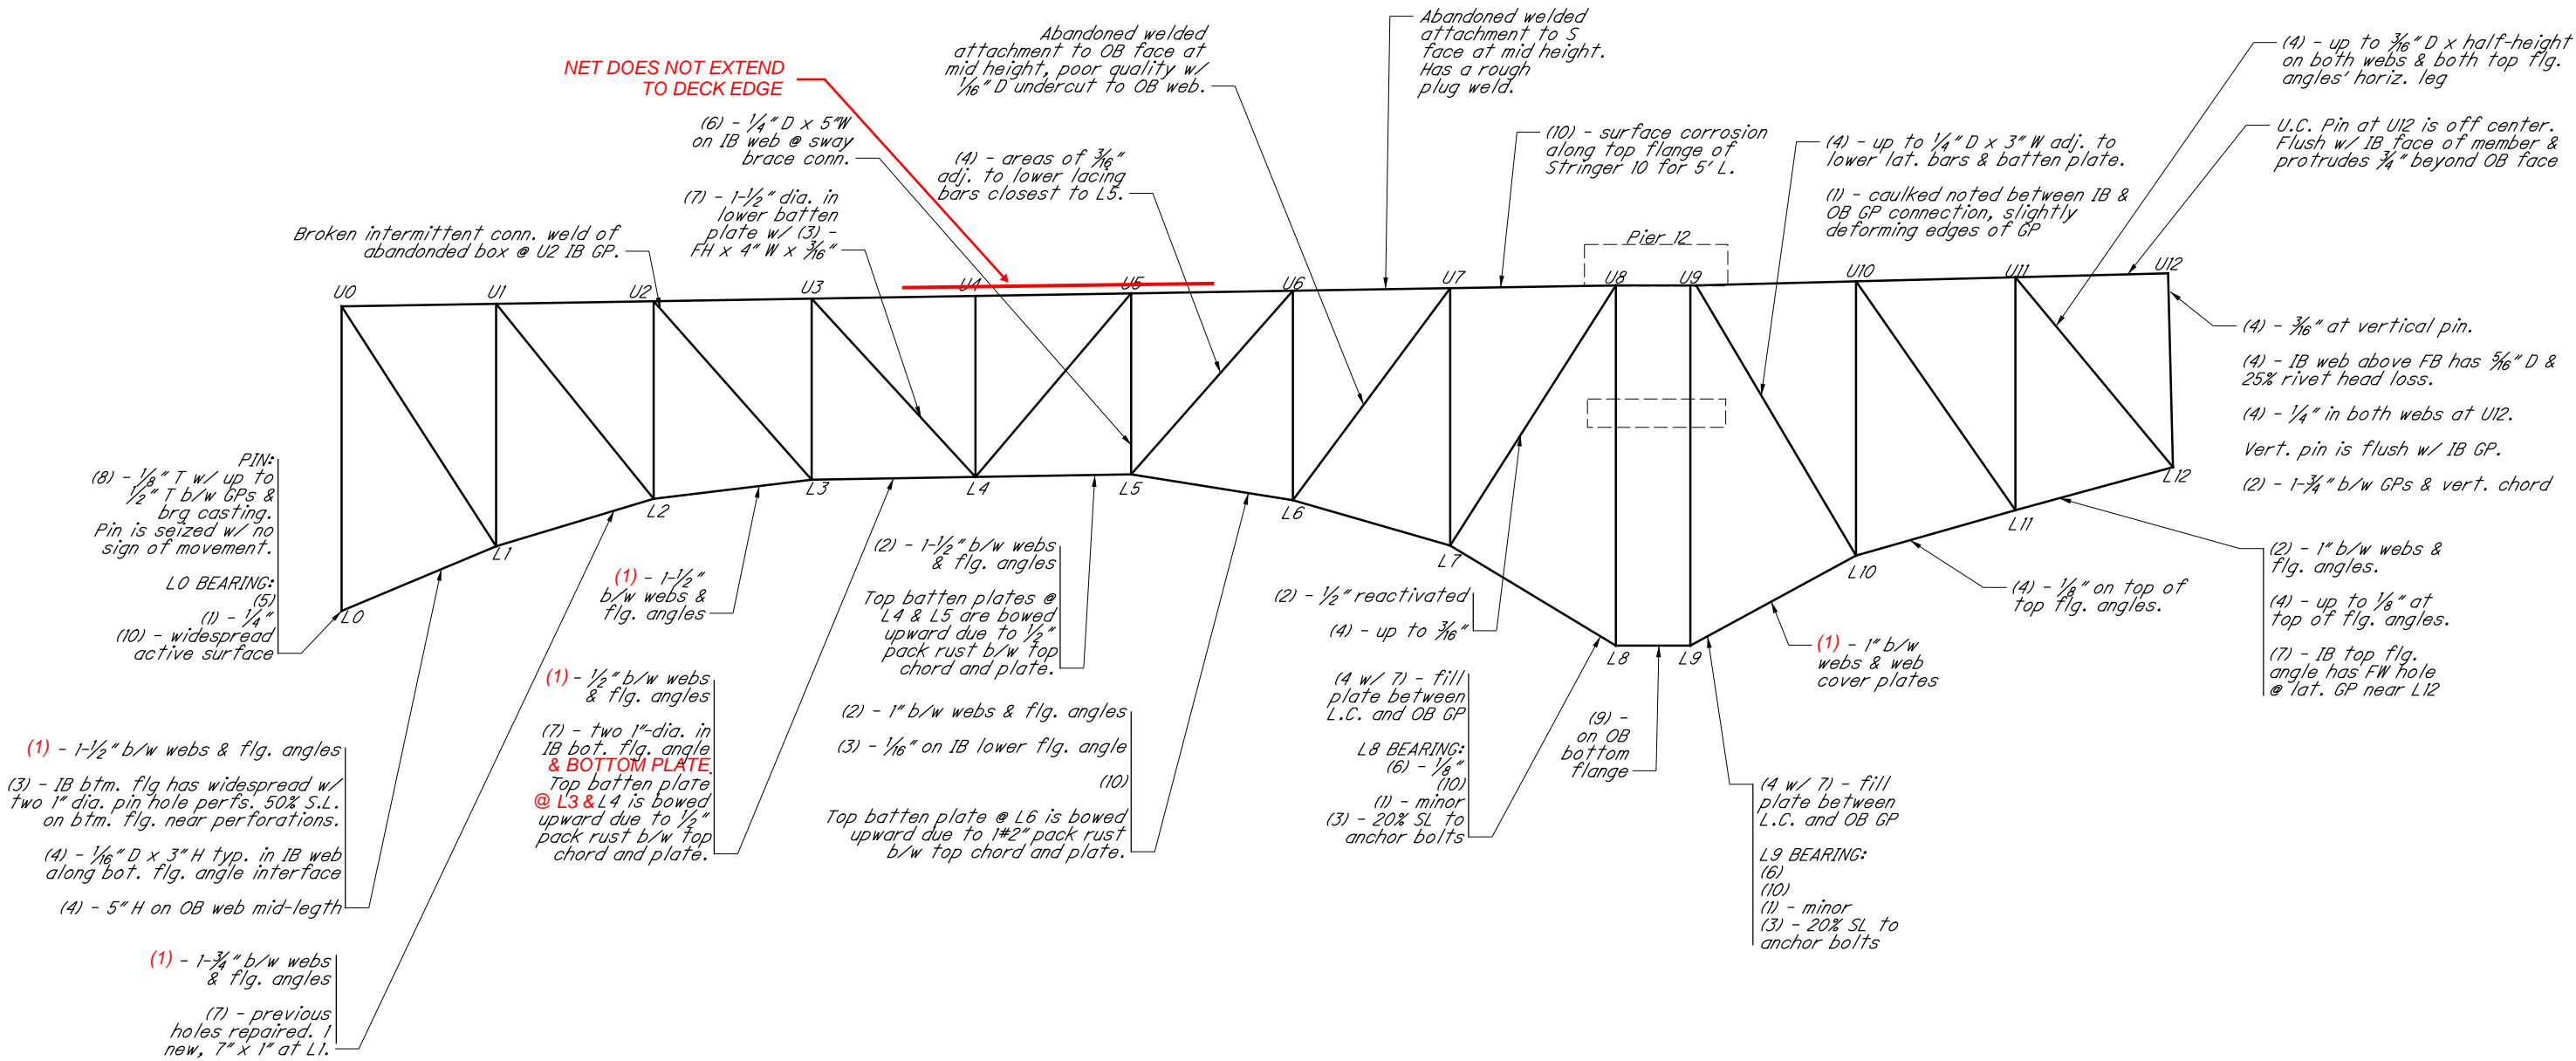 NET DOES NOT EXTEND
TO DECK EDGE
Abandoned welded
attachment to OB face at
mid height, poor quality w/
1/16" D undercut to OB web.
Abandoned welded
attachment to S
face at mid height.
Has a rough
plug weld.
(4) - up to 3/16" D x half-height
on both webs & both top flg.
angles' horiz. leg
(6) - 1/4" D x 5"W
on IB web @ sway
brace conn.
(4) - areas of 3/16"
adj. to lower lacing
bars closest to L5.
(10) - surface corrosion
along top flange of
Stringer 10 for 5' L.
(4) - up to 1/4" D x 3" W adj. to
lower lat. bars & batten plate.
(1) - caulked noted between IB &
OB GP connection, slightly
deforming edges of GP
U.C. Pin at U12 is off center.
Flush w/ IB face of member &
protrudes 3/4" beyond OB face
(7) - 1-1/2" dia. in
lower batten
plate w/ (3) -
FH x 4" W x 3/16"
Broken intermittent conn. weld of
abandonded box @ U2 IB GP.
Pier 12
U0
U1
U2
U3
U4
U5
U6
U7
U8
U9
U10
U11
U12
(4) - 3/16" at vertical pin.
(4) - IB web above FB has 5/16" D &
25% rivet head loss.
(4) - 1/4" in both webs at U12.
Vert. pin is flush w/ IB GP.
(2) - 1-3/4" b/w GPs & vert. chord
L0
L1
L2
L3
L4
L5
L6
L7
L8
L9
L10
L11
L12
PIN:
(8) - 1/8" T w/ up to
1/2" T b/w GPs &
brg casting.
Pin is seized w/ no
sign of movement.
L0 BEARING:
(5)
(1) - 1/4"
(10) - widespread
active surface
(1) - 1-1/2"
b/w webs &
flg. angles
(2) - 1-1/2" b/w webs
& flg. angles
Top batten plates @
L4 & L5 are bowed
upward due to 1/2"
pack rust b/w top
chord and plate.
(2) - 1/2" reactivated
(4) - up to 3/16"
(4) - 1/8" on top of
top flg. angles.
(2) - 1" b/w webs &
flg. angles.
(4) - up to 1/8" at
top of flg. angles.
(7) - IB top flg.
angle has FW hole
@ lat. GP near L12
(1) - 1" b/w
webs & web
cover plates
(1) - 1/2" b/w webs
& flg. angles
(7) - two 1"-dia. in
IB bot. flg. angle
& BOTTOM PLATE.
Top batten plate
@ L3 & L4 is bowed
upward due to 1/2"
pack rust b/w top
chord and plate.
(2) - 1" b/w webs & flg. angles
(3) - 1/16" on IB lower flg. angle
(10)
Top batten plate @ L6 is bowed
upward due to 1#2" pack rust
b/w top chord and plate.
(4 w/ 7) - fill
plate between
L.C. and OB GP
L8 BEARING:
(6) - 1/8"
(10)
(1) - minor
(3) - 20% SL to
anchor bolts
(9) -
on OB
bottom
flange
(4 w/ 7) - fill
plate between
L.C. and OB GP
L9 BEARING:
(6)
(10)
(1) - minor
(3) - 20% SL to
anchor bolts
(1) - 1-1/2" b/w webs & flg. angles
(3) - IB btm. flg has widespread w/
two 1" dia. pin hole perfs. 50% S.L.
on btm. flg. near perforations.
(4) - 1/16" D x 3" H typ. in IB web
along bot. flg. angle interface
(4) - 5" H on OB web mid-legth
(1) - 1-3/4" b/w webs
& flg. angles
(7) - previous
holes repaired. 1
new, 7" x 1" at L1.